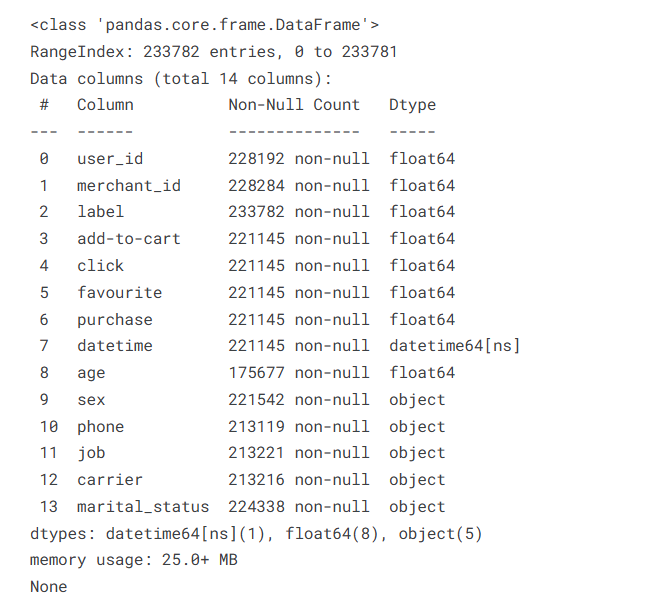 <class 'pandas.core.frame.DataFrame'>
RangeIndex: 233782 entries, 0 to 233781
Data columns (total 14 columns):
 #   Column          Non-Null Count   Dtype
---  ------          --------------   -----
 0   user_id         228192 non-null  float64
 1   merchant_id     228284 non-null  float64
 2   label           233782 non-null  float64
 3   add-to-cart     221145 non-null  float64
 4   click           221145 non-null  float64
 5   favourite       221145 non-null  float64
 6   purchase        221145 non-null  float64
 7   datetime        221145 non-null  datetime64[ns]
 8   age             175677 non-null  float64
 9   sex             221542 non-null  object
 10  phone           213119 non-null  object
 11  job             213221 non-null  object
 12  carrier         213216 non-null  object
 13  marital_status  224338 non-null  object
dtypes: datetime64[ns](1), float64(8), object(5)
memory usage: 25.0+ MB
None